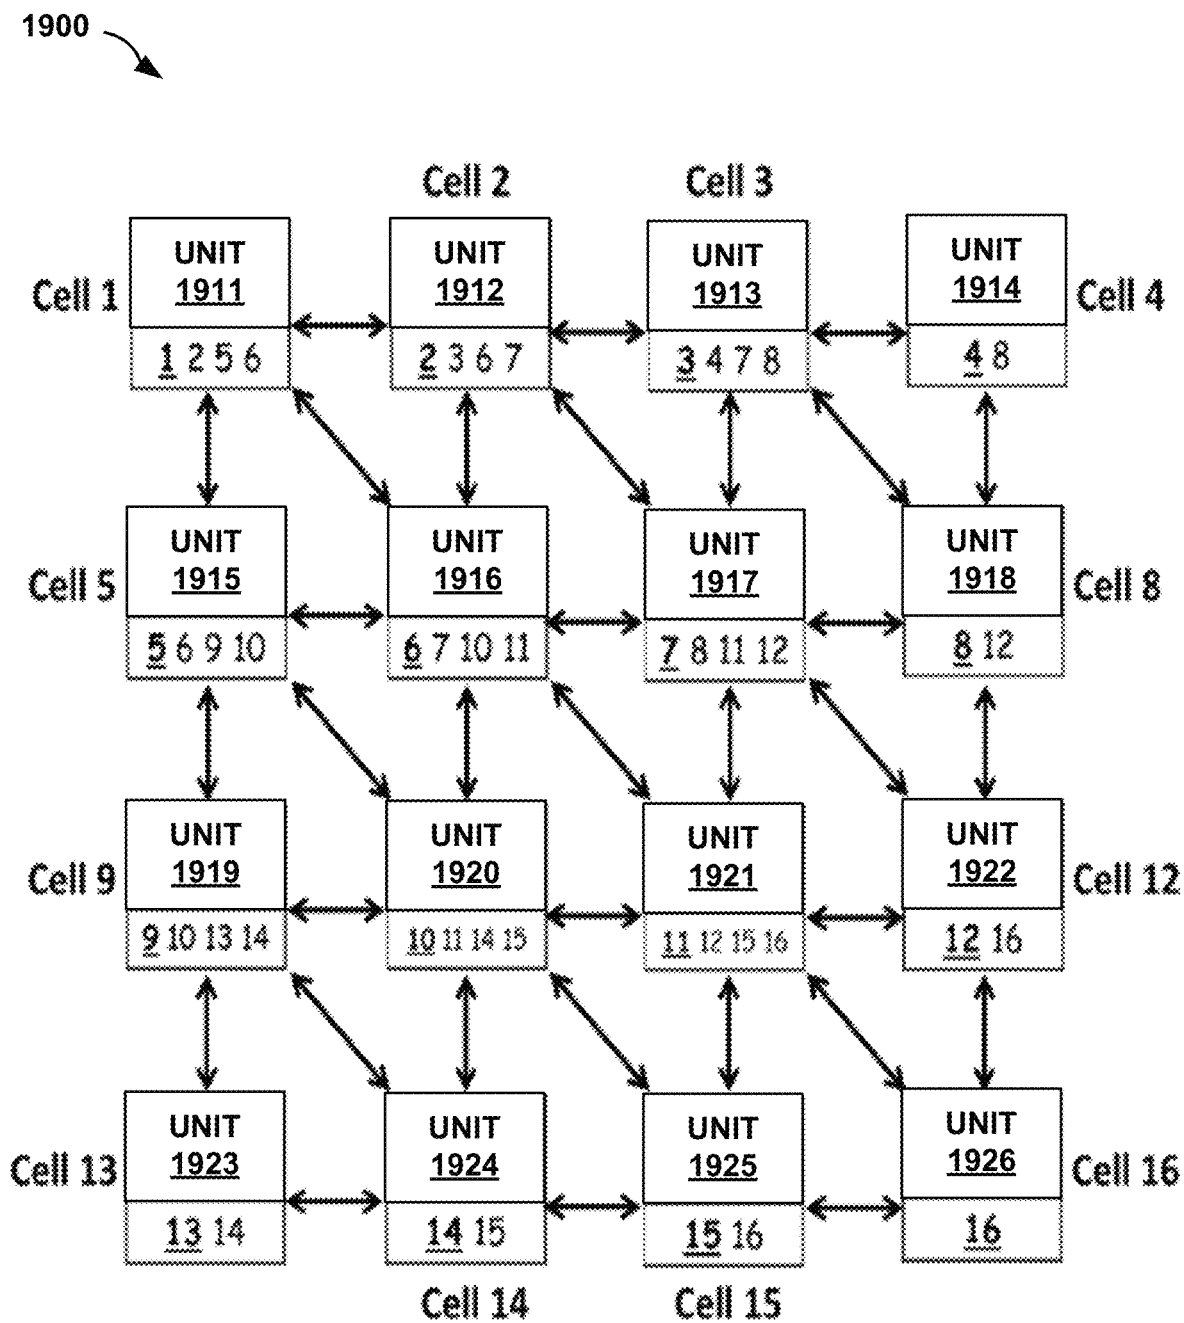 1900
Cell 2
Cell 3
UNIT
1911
UNIT
1912
UNIT
1913
UNIT
1914
Cell 1
Cell 4
1 2 5 6
2 3 6 7
3 4 7 8
4 8
UNIT
1915
UNIT
1916
UNIT
1917
UNIT
1918
Cell 5
Cell 8
5 6 9 10
6 7 10 11
7 8 11 12
8 12
UNIT
1919
UNIT
1920
UNIT
1921
UNIT
1922
Cell 9
Cell 12
9 10 13 14
10 11 14 15
11 12 15 16
12 16
UNIT
1923
UNIT
1924
UNIT
1925
UNIT
1926
Cell 13
Cell 16
13 14
14 15
15 16
16
Cell 14
Cell 15